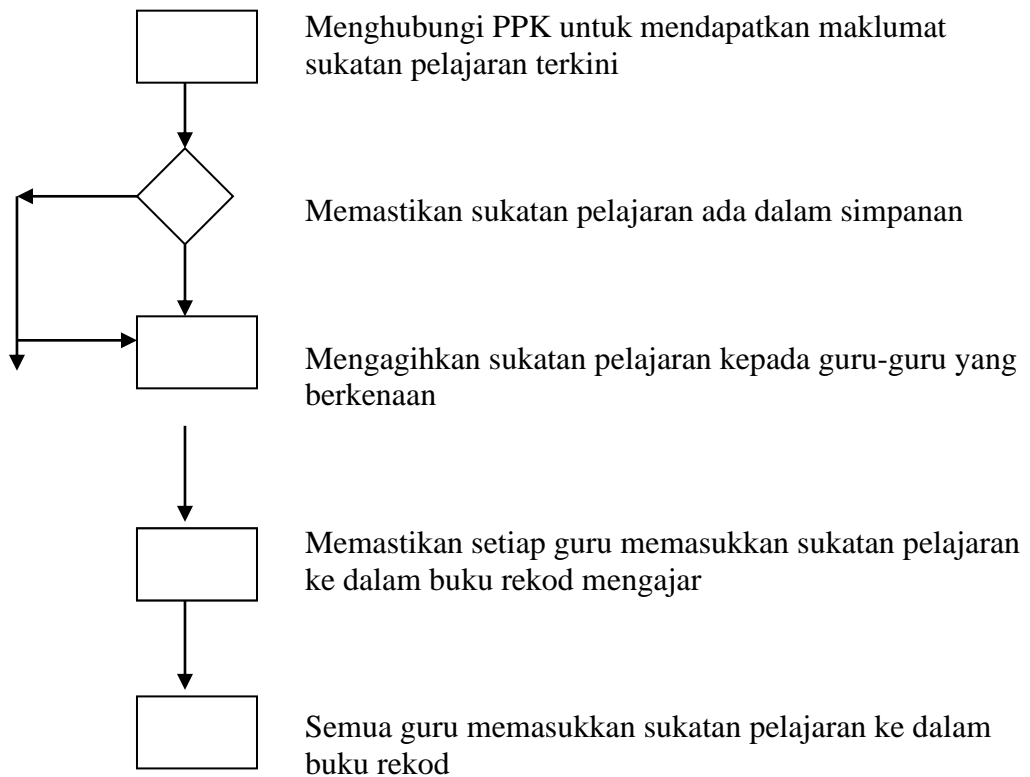 Menghubungi PPK untuk mendapatkan maklumat
sukatan pelajaran terkini
Memastikan sukatan pelajaran ada dalam simpanan
Mengagihkan sukatan pelajaran kepada guru-guru yang
berkenaan
Memastikan setiap guru memasukkan sukatan pelajaran
ke dalam buku rekod mengajar
Semua guru memasukkan sukatan pelajaran ke dalam
buku rekod